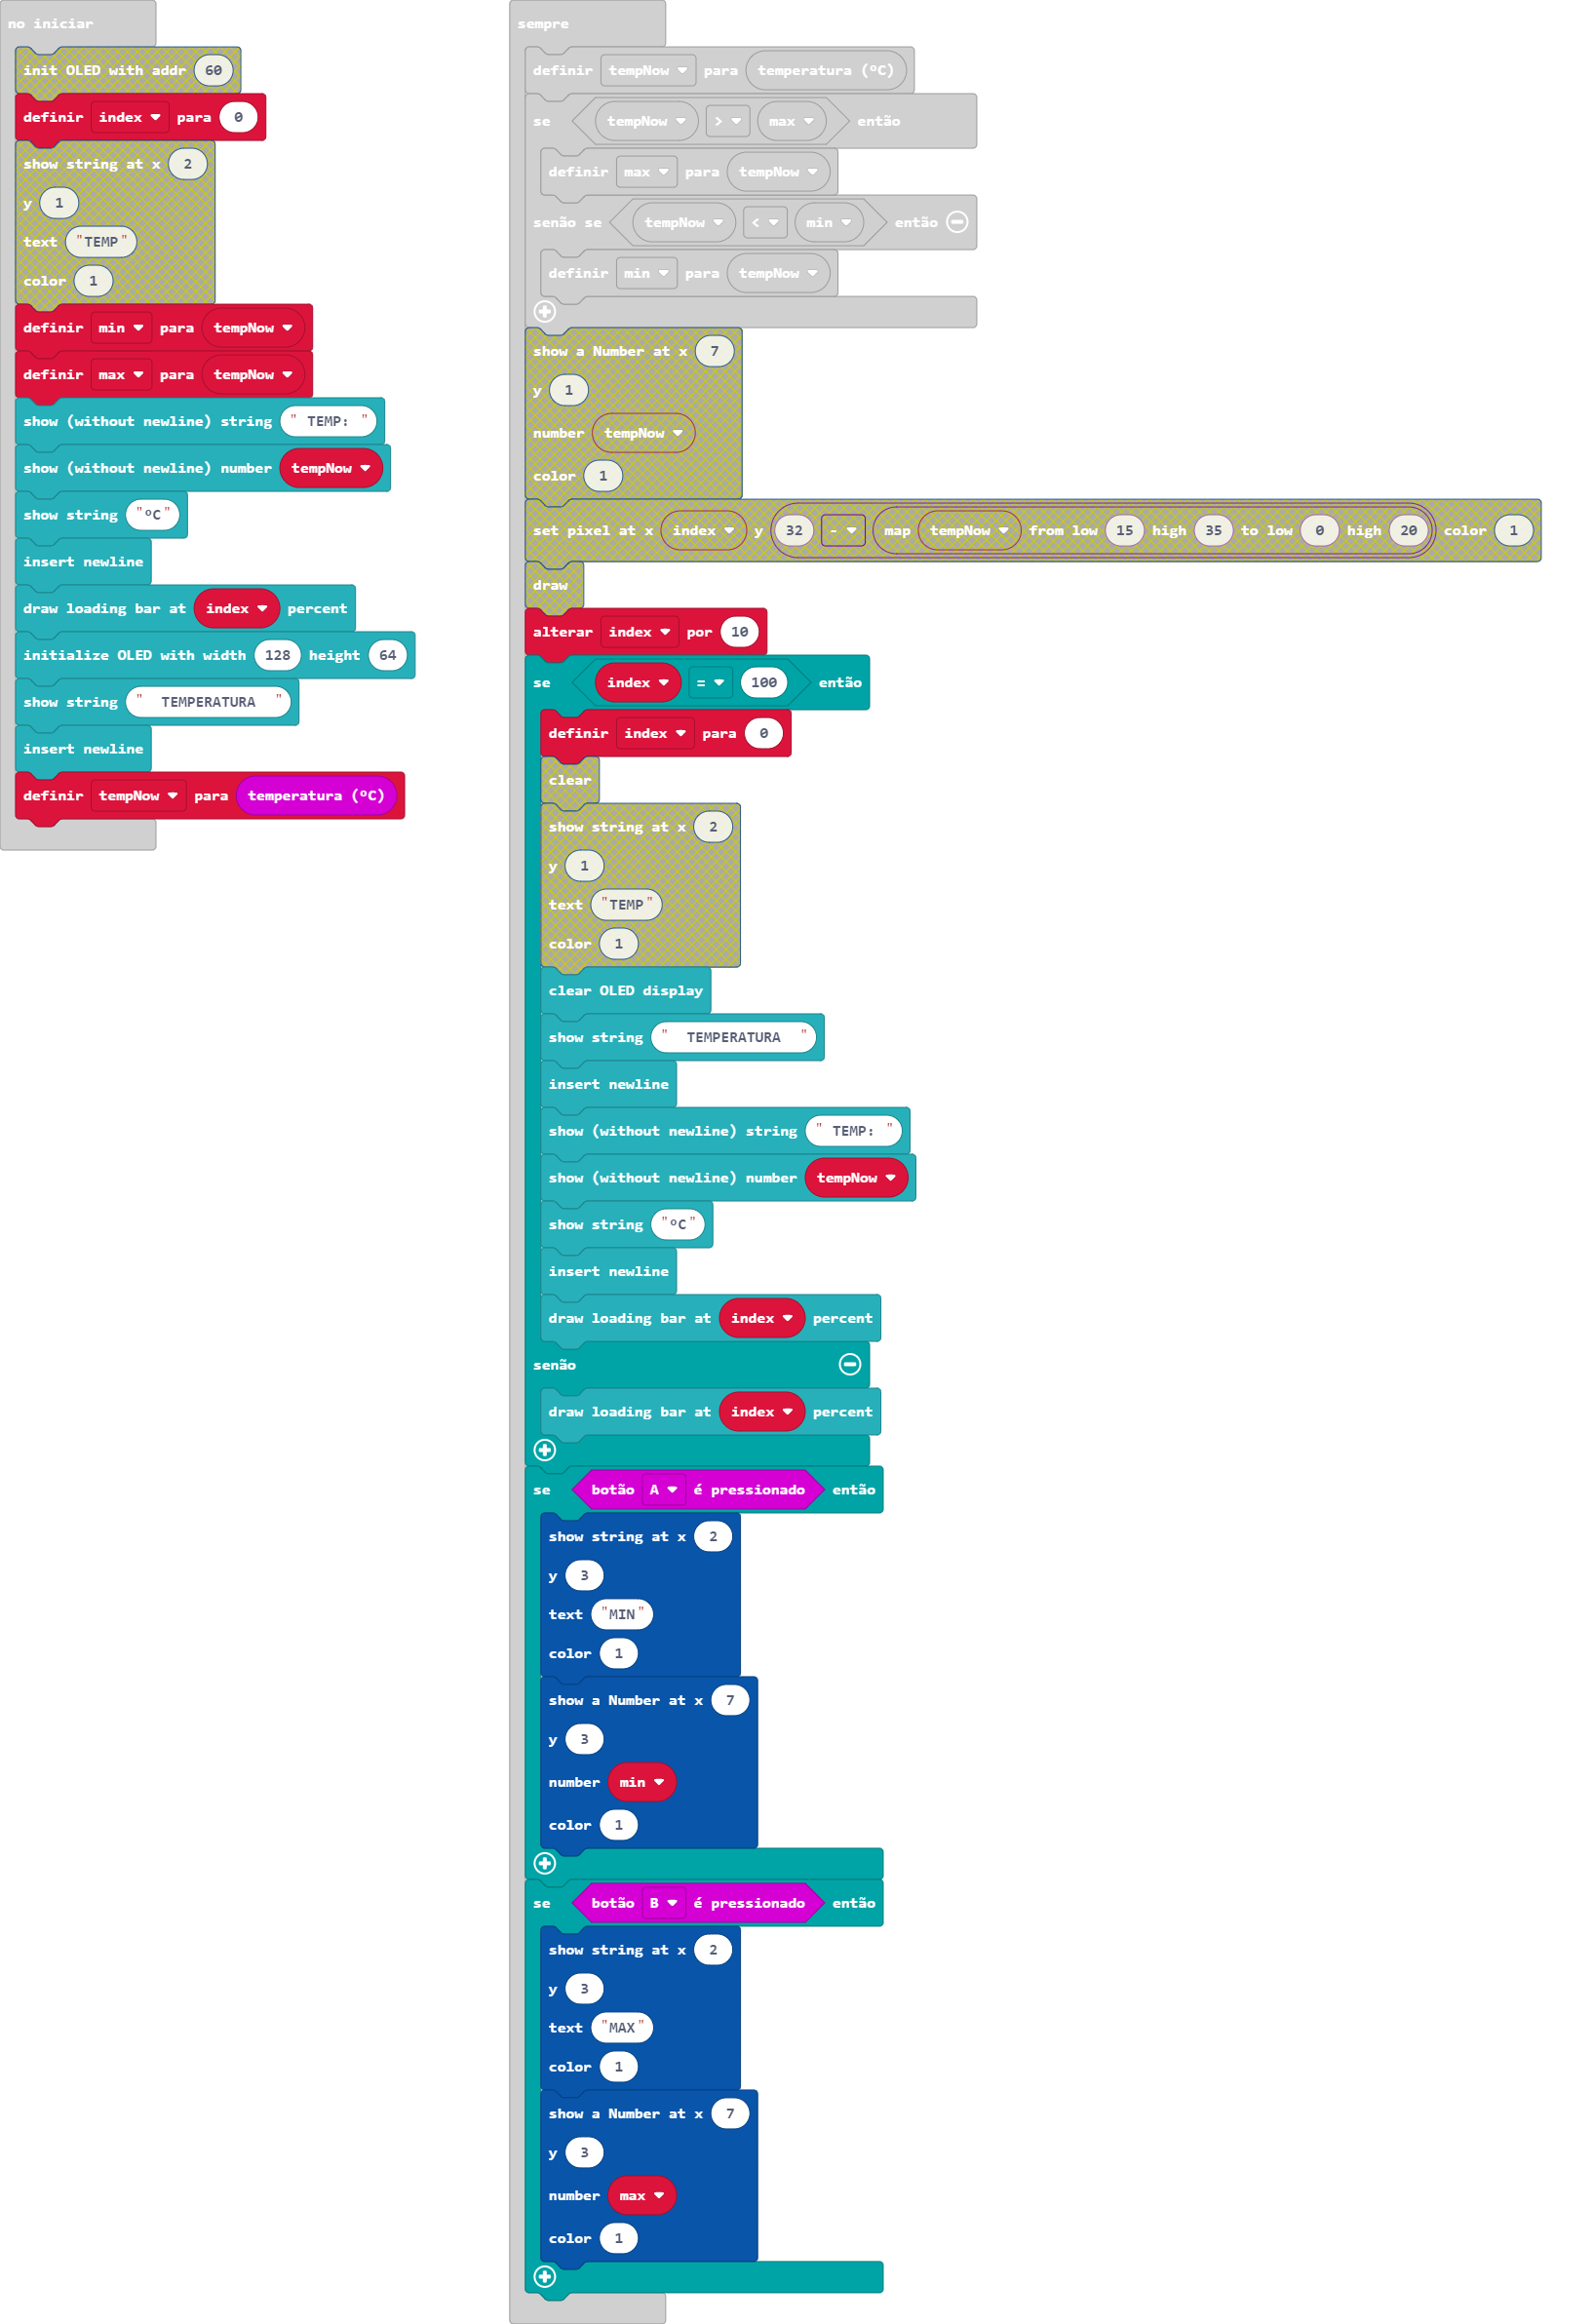 no iniciar
init OLED with addr 60
definir index para 0
show string at x 2
y 1
text "TEMP"
color 1
definir min para tempNow
definir max para tempNow
show (without newline) string " TEMP: "
show (without newline) number tempNow
show string "ºC"
insert newline
draw loading bar at index percent
initialize OLED with width 128 height 64
show string "  TEMPERATURA  "
insert newline
definir tempNow para temperatura (ºC)
sempre
definir tempNow para temperatura (ºC)
se tempNow > max então
definir max para tempNow
senão se tempNow < min então
definir min para tempNow
show a Number at x 7
y 1
number tempNow
color 1
set pixel at x index y 32 - map tempNow from low 15 high 35 to low 0 high 20 color 1
draw
alterar index por 10
se index = 100 então
definir index para 0
clear
show string at x 2
y 1
text "TEMP"
color 1
clear OLED display
show string "  TEMPERATURA  "
insert newline
show (without newline) string " TEMP: "
show (without newline) number tempNow
show string "ºC"
insert newline
draw loading bar at index percent
senão
draw loading bar at index percent
se botão A é pressionado então
show string at x 2
y 3
text "MIN"
color 1
show a Number at x 7
y 3
number min
color 1
se botão B é pressionado então
show string at x 2
y 3
text "MAX"
color 1
show a Number at x 7
y 3
number max
color 1